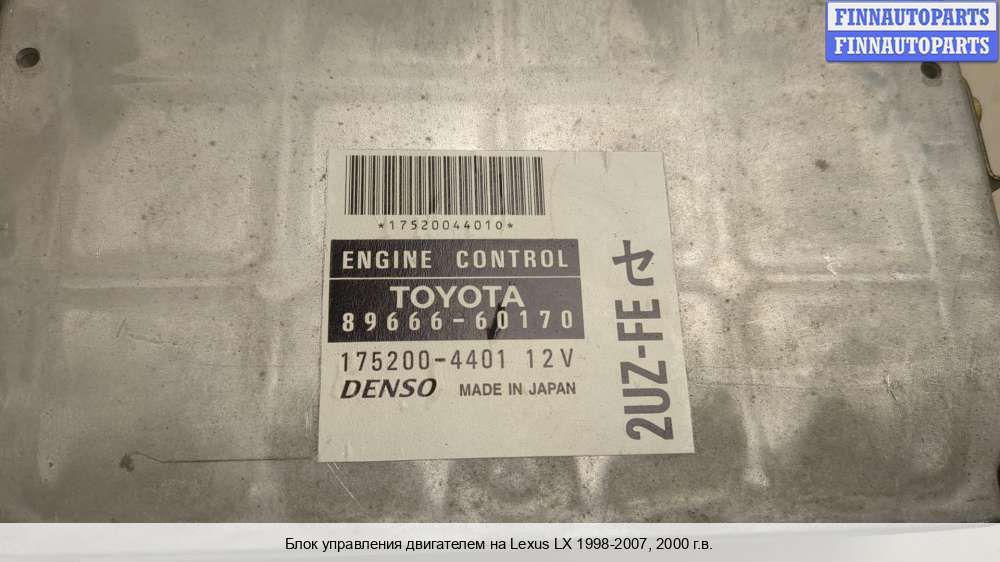 FINNAUTOPARTS
FINNAUTOPARTS
*17520044010*
ENGINE CONTROL
TOYOTA
89666-60170
175200-4401 12V
DENSO MADE IN JAPAN
2UZ-FE セ
Блок управления двигателем на Lexus LX 1998-2007, 2000 г.в.